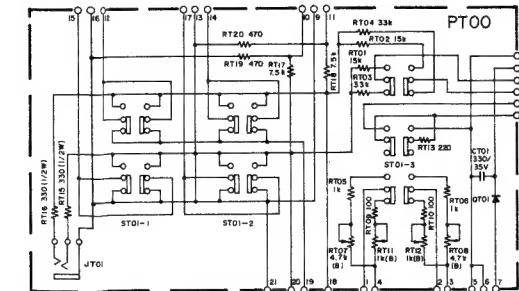 15 16 12 17 13 14 10 9 11
PT00
RT04 33k
RT20 470
RT02 15k
RT19 470
RT17
7.5k
RT18 7.5k
RT01
15k
RT03
33k
RT13 220
ST01-3
CT01
330/
35V
RT16 330(1/2W)
RT15 330(1/2W)
RT05
1k
RT06
1k
QT01
ST01-1
ST01-2
RT09 100
RT10 100
RT07
4.7k
(B)
RT11
1k(B)
RT12
1k(B)
RT08
4.7k
(B)
JT01
21 20 19 18 1 4 2 3 5 6 7